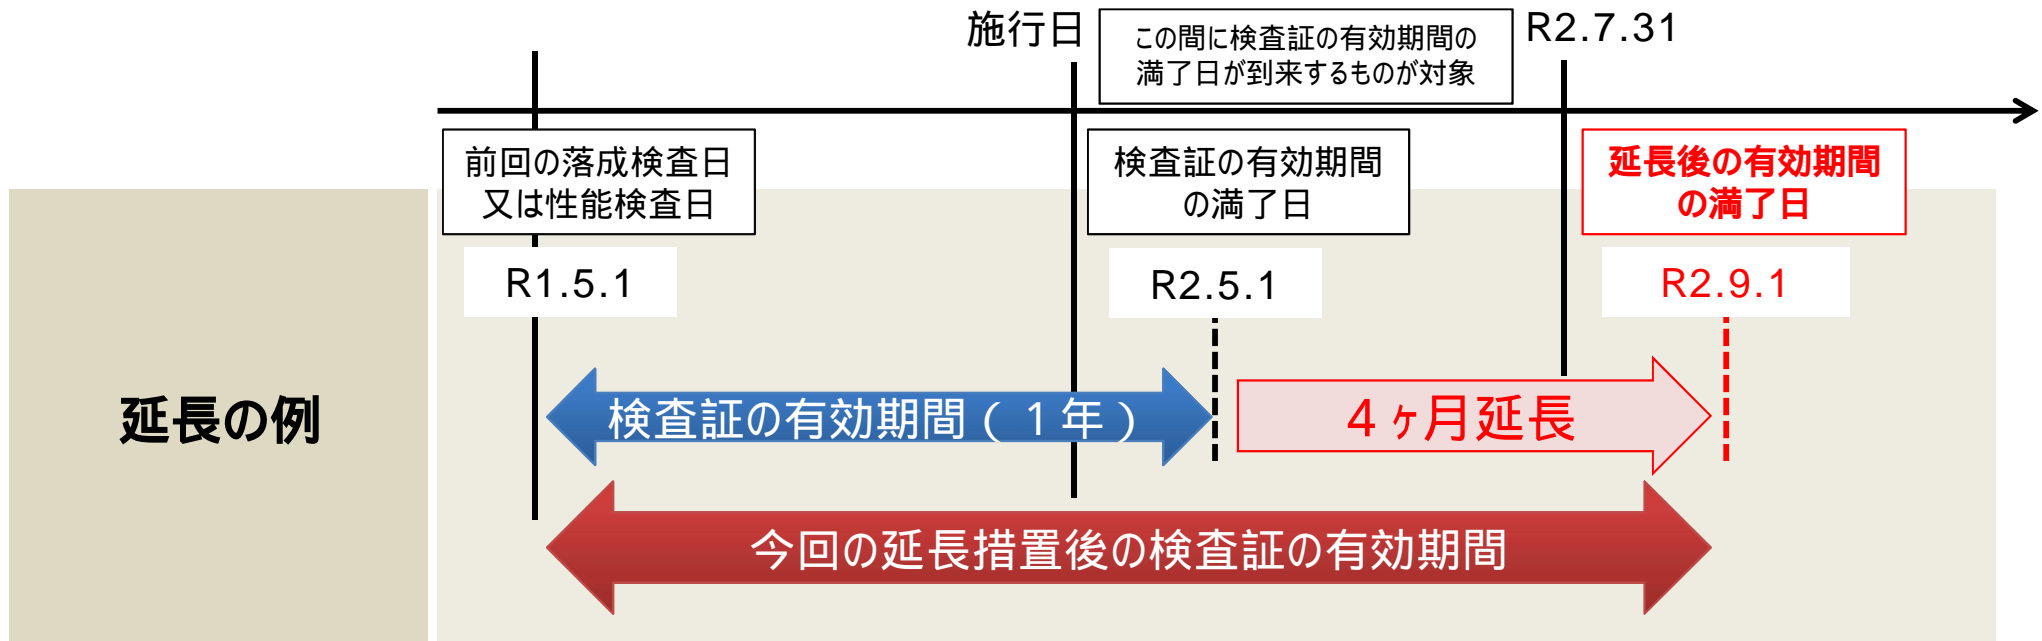 施行日
この間に検査証の有効期間の
満了日が到来するものが対象
R2.7.31
前回の落成検査日
又は性能検査日
検査証の有効期間
の満了日
延長後の有効期間
の満了日
R1.5.1
R2.5.1
R2.9.1
延長の例
検査証の有効期間(1年)
4ヶ月延長
今回の延長措置後の検査証の有効期間